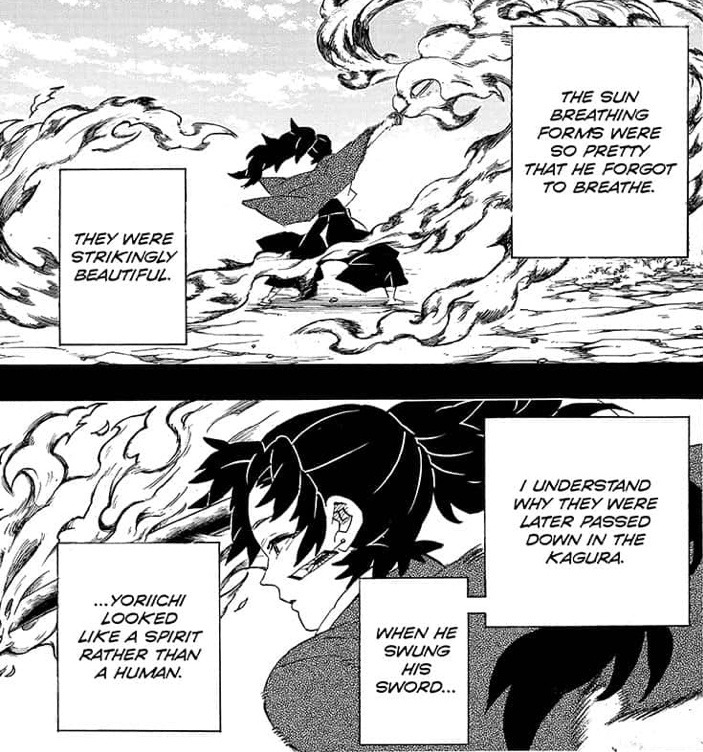 THE SUN
BREATHING
FORMS WERE
SO PRETTY
THAT HE FORGOT
TO BREATHE.
THEY WERE
STRIKINGLY
BEAUTIFUL.
I UNDERSTAND
WHY THEY WERE
LATER PASSED
DOWN IN THE
KAGURA.
WHEN HE
SWUNG
HIS
SWORD...
...YORIICHI
LOOKED
LIKE A SPIRIT
RATHER THAN
A HUMAN.